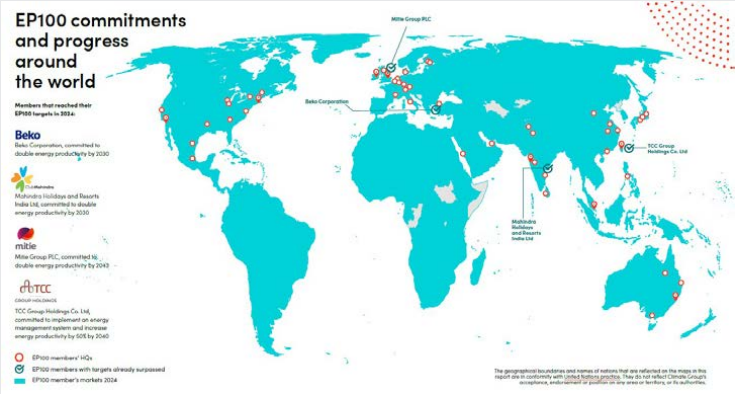 EP100 commitments
and progress
around
the world
Members that reached their
EP100 targets in 2024:
Beko
Beko Corporation, committed to
double energy productivity by 2030
Mahindra
Mahindra Holidays and Resorts
India Ltd, committed to double
energy productivity by 2030
mitie
Mitie Group PLC, committed to
double energy productivity by 2043
TCC
GROUP HOLDINGS
TCC Group Holdings Co. Ltd,
committed to implement an energy
management system and increase
energy productivity by 50% by 2040
EP100 members' HQs
EP100 members with targets already surpassed
EP100 member's markets 2024
Mitie Group PLC
Beko Corporation
TCC Group
Holdings Co. Ltd
Mahindra
Holidays
and Resorts
India Ltd
The geographical boundaries and names of nations that are reflected on the maps in this
report are in conformity with United Nations practice. They do not reflect Climate Group's
acceptance, endorsement or position on any area or territory, or its authorities.